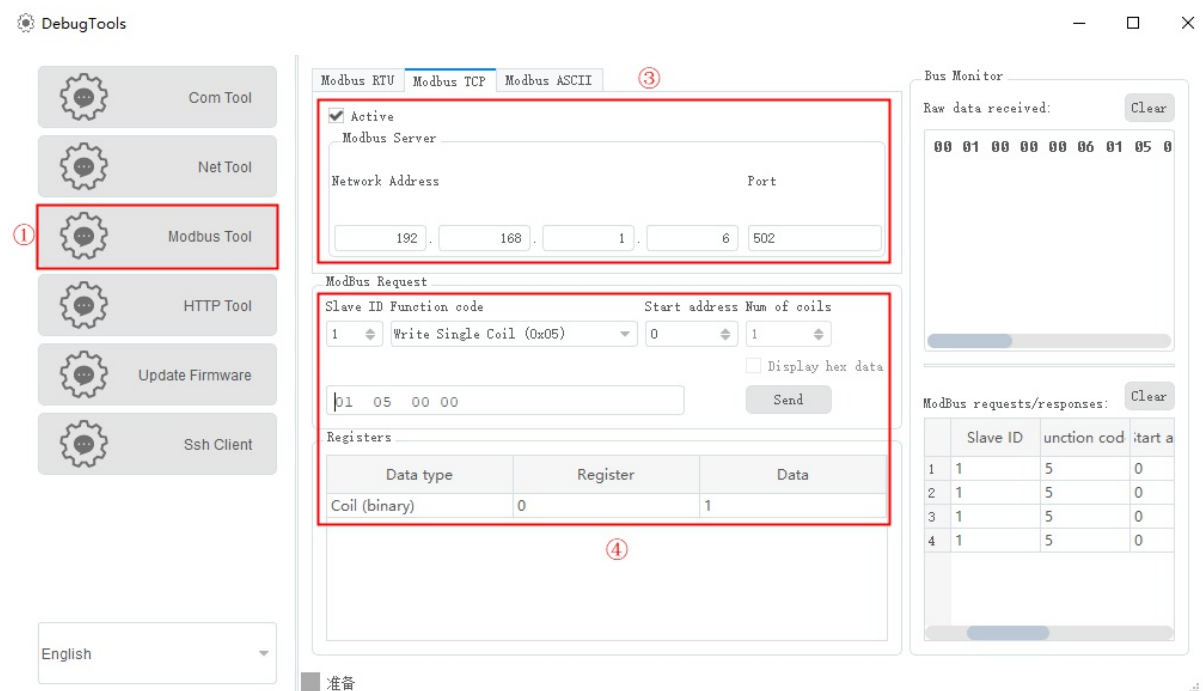 DebugTools
Com Tool
Net Tool
① Modbus Tool
HTTP Tool
Update Firmware
Ssh Client
English
Modbus RTU Modbus TCP Modbus ASCII ③
Active
Modbus Server
Network Address Port
192 . 168 . 1 . 6 502
ModBus Request
Slave ID Function code Start address Num of coils
1 Write Single Coil (0x05) 0 1
Display hex data
01 05 00 00 Send
Registers
Data type Register Data
Coil (binary) 0 1
④
准备
Bus Monitor
Raw data received: Clear
00 01 00 00 00 06 01 05 0
ModBus requests/responses: Clear
Slave ID unction cod Start a
1 1 5 0
2 1 5 0
3 1 5 0
4 1 5 0